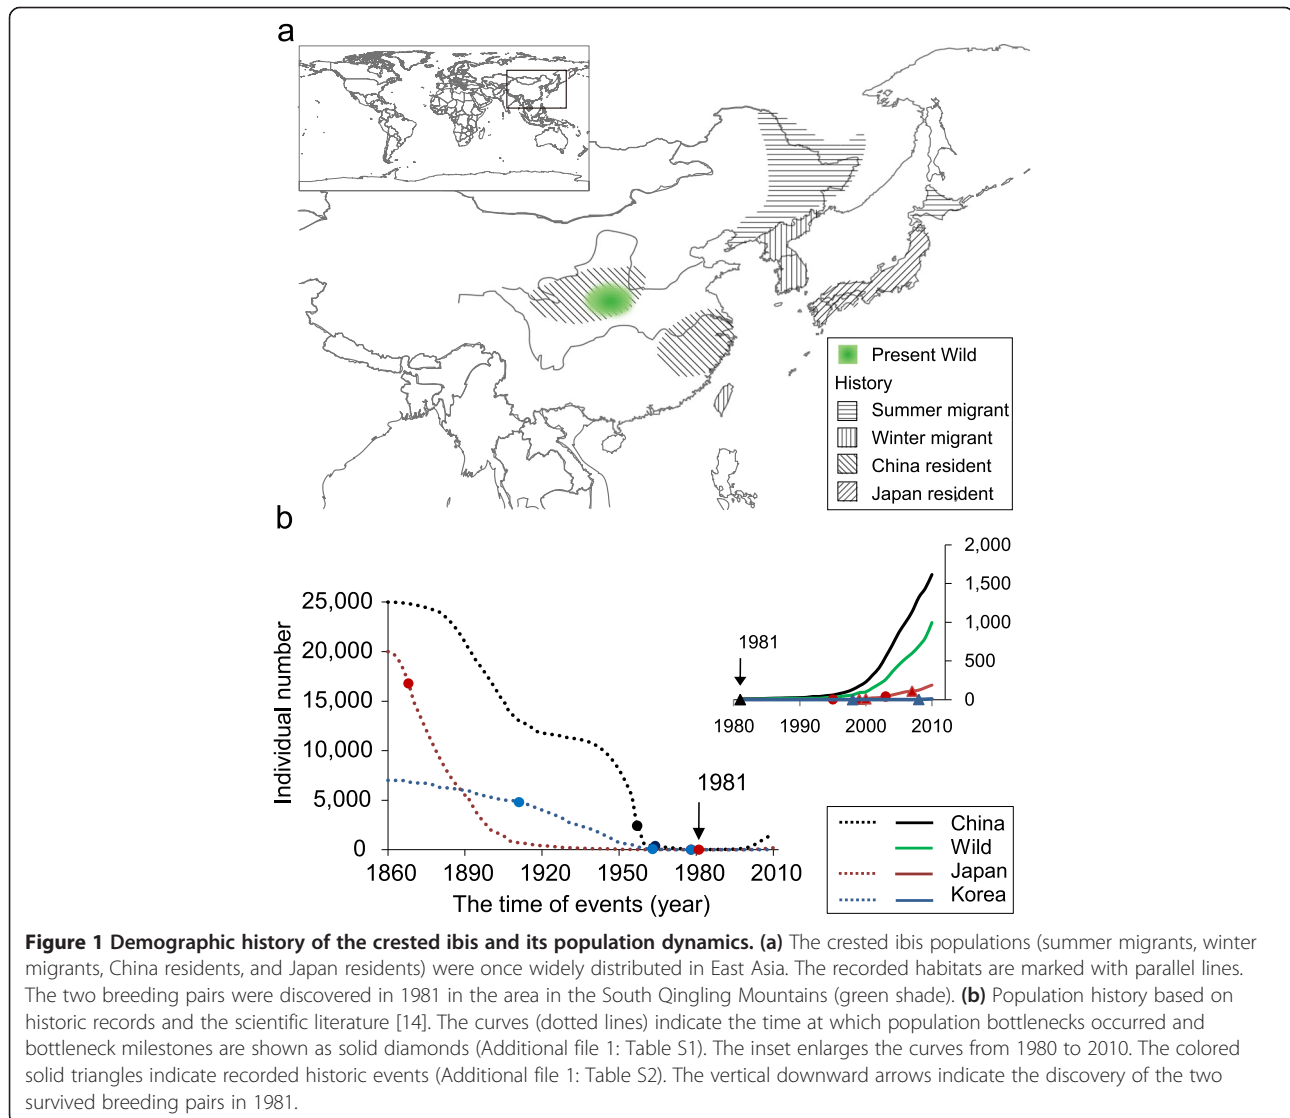 a
Present Wild
History
Summer migrant
Winter migrant
China resident
Japan resident
b
2,000
1,500
1,000
500
0
1981
1980 1990 2000 2010
25,000
20,000
15,000
10,000
5,000
0
Individual number
1981
1860 1890 1920 1950 1980 2010
The time of events (year)
China
Wild
Japan
Korea
Figure 1 Demographic history of the crested ibis and its population dynamics. (a) The crested ibis populations (summer migrants, winter
migrants, China residents, and Japan residents) were once widely distributed in East Asia. The recorded habitats are marked with parallel lines.
The two breeding pairs were discovered in 1981 in the area in the South Qingling Mountains (green shade). (b) Population history based on
historic records and the scientific literature [14]. The curves (dotted lines) indicate the time at which population bottlenecks occurred and
bottleneck milestones are shown as solid diamonds (Additional file 1: Table S1). The inset enlarges the curves from 1980 to 2010. The colored
solid triangles indicate recorded historic events (Additional file 1: Table S2). The vertical downward arrows indicate the discovery of the two
survived breeding pairs in 1981.